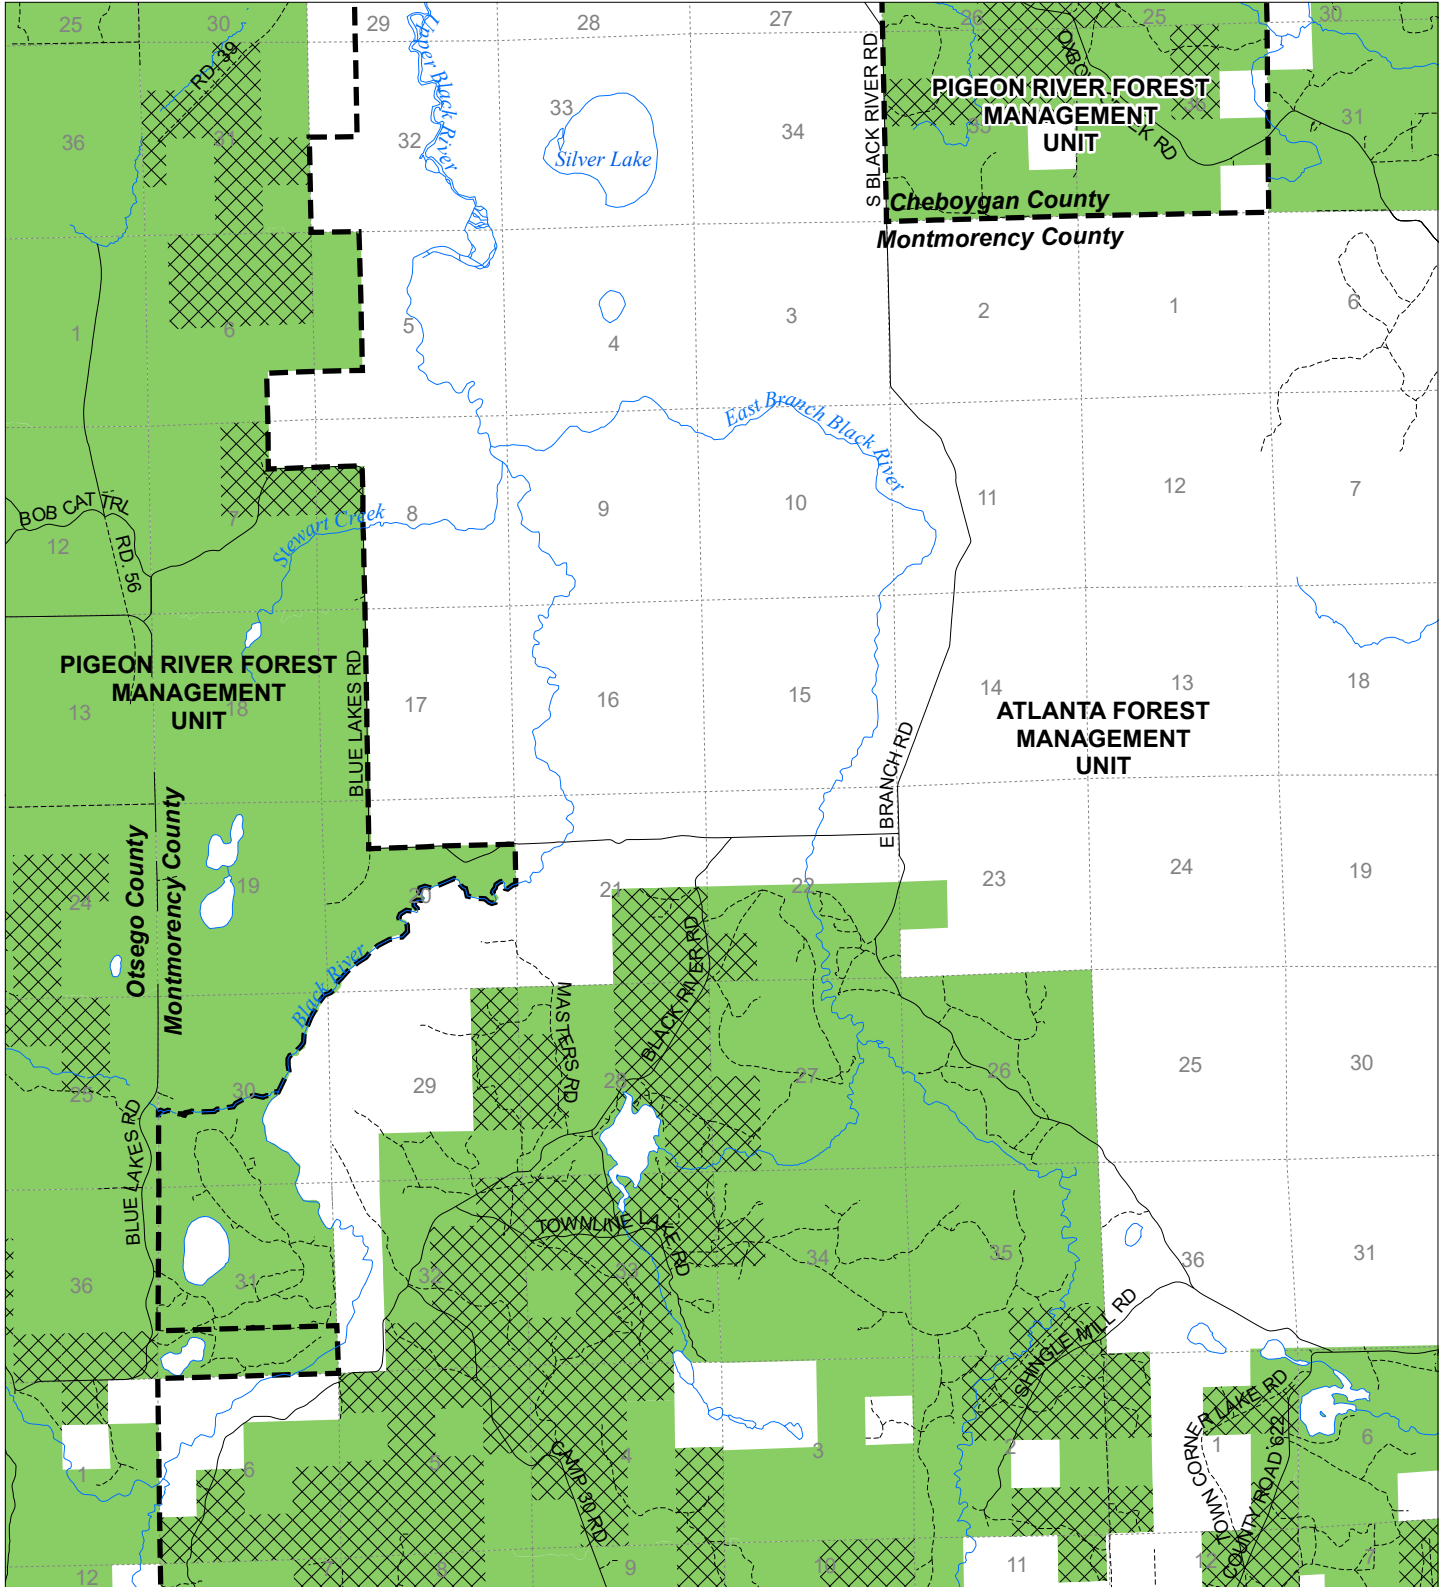 25
30
29
28
27
26
25
30
RD. 39
Upper Black River
S BLACK RIVER RD
36
31
32
33
Silver Lake
34
35
36
31
PIGEON RIVER FOREST
MANAGEMENT
UNIT
Cheboygan County
Montmorency County
1
6
5
4
3
2
1
6
East Branch Black River
BOB CAT TRL
RD. 56
12
7
Stewart Creek
8
9
10
11
12
7
PIGEON RIVER FOREST
MANAGEMENT
UNIT
13
18
BLUE LAKES RD
17
16
15
14
13
18
ATLANTA FOREST
MANAGEMENT
UNIT
E BRANCH RD
Otsego County
Montmorency County
24
19
20
21
22
23
24
19
Black River
BLACK RIVER RD
MASTERS RD
25
30
29
28
27
26
25
30
BLUE LAKES RD
TOWNLINE LAKE RD
36
31
32
33
34
35
36
31
SHINGLE MILL RD
TOWN CORNER LAKE RD
COUNTY ROAD 622
CAMP 30 RD
1
6
5
4
3
2
1
6
12
7
8
9
10
11
12
7